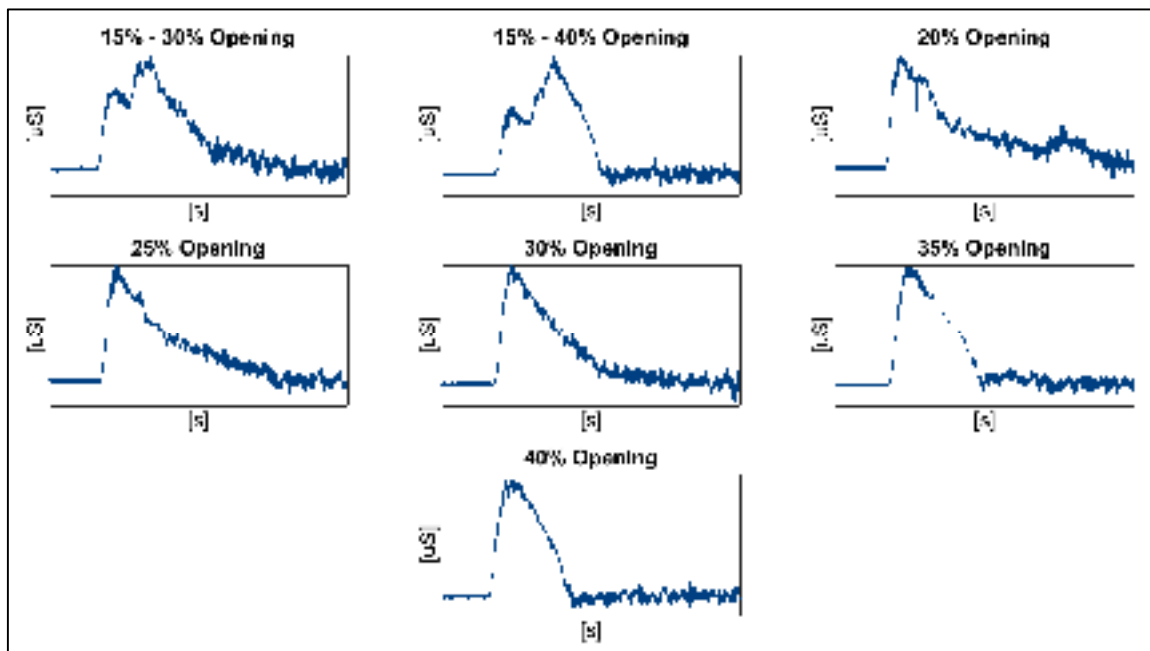 15% - 30% Opening
15% - 40% Opening
20% Opening
[µS]
[µS]
[µS]
[s]
[s]
[s]
25% Opening
30% Opening
35% Opening
[µS]
[µS]
[µS]
[s]
[s]
[s]
40% Opening
[µS]
[s]